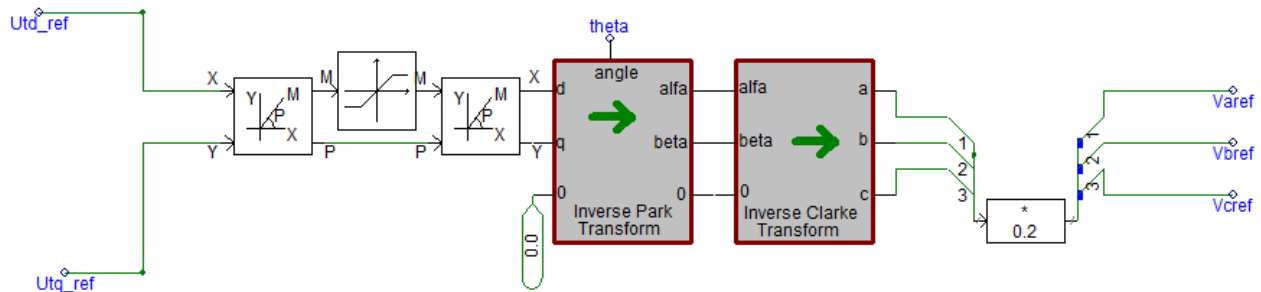 Utd_ref
theta
X
M
M
X
Y
M
P
X
Y
M
P
X
Y
P
P
Y
angle
d
alfa
q
beta
0
0
Inverse Park
Transform
0.0
alfa
a
beta
b
0
c
Inverse Clarke
Transform
1
2
3
*
0.2
1
2
3
Varef
Vbref
Vcref
Utq_ref